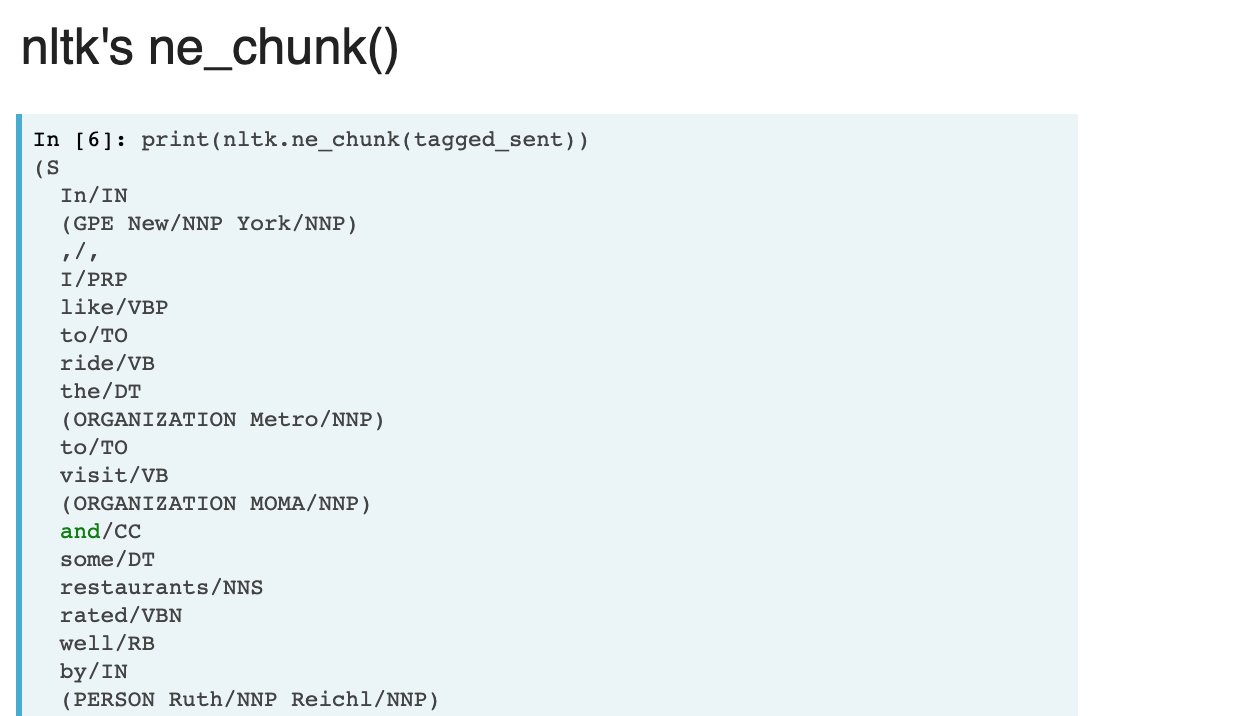 nltk's ne_chunk()
In [6]: print(nltk.ne_chunk(tagged_sent))
(S
In/IN
(GPE New/NNP York/NNP)
,/,
I/PRP
like/VBP
to/TO
ride/VB
the/DT
(ORGANIZATION Metro/NNP)
to/TO
visit/VB
(ORGANIZATION MOMA/NNP)
and/CC
some/DT
restaurants/NNS
rated/VBN
well/RB
by/IN
(PERSON Ruth/NNP Reichl/NNP)